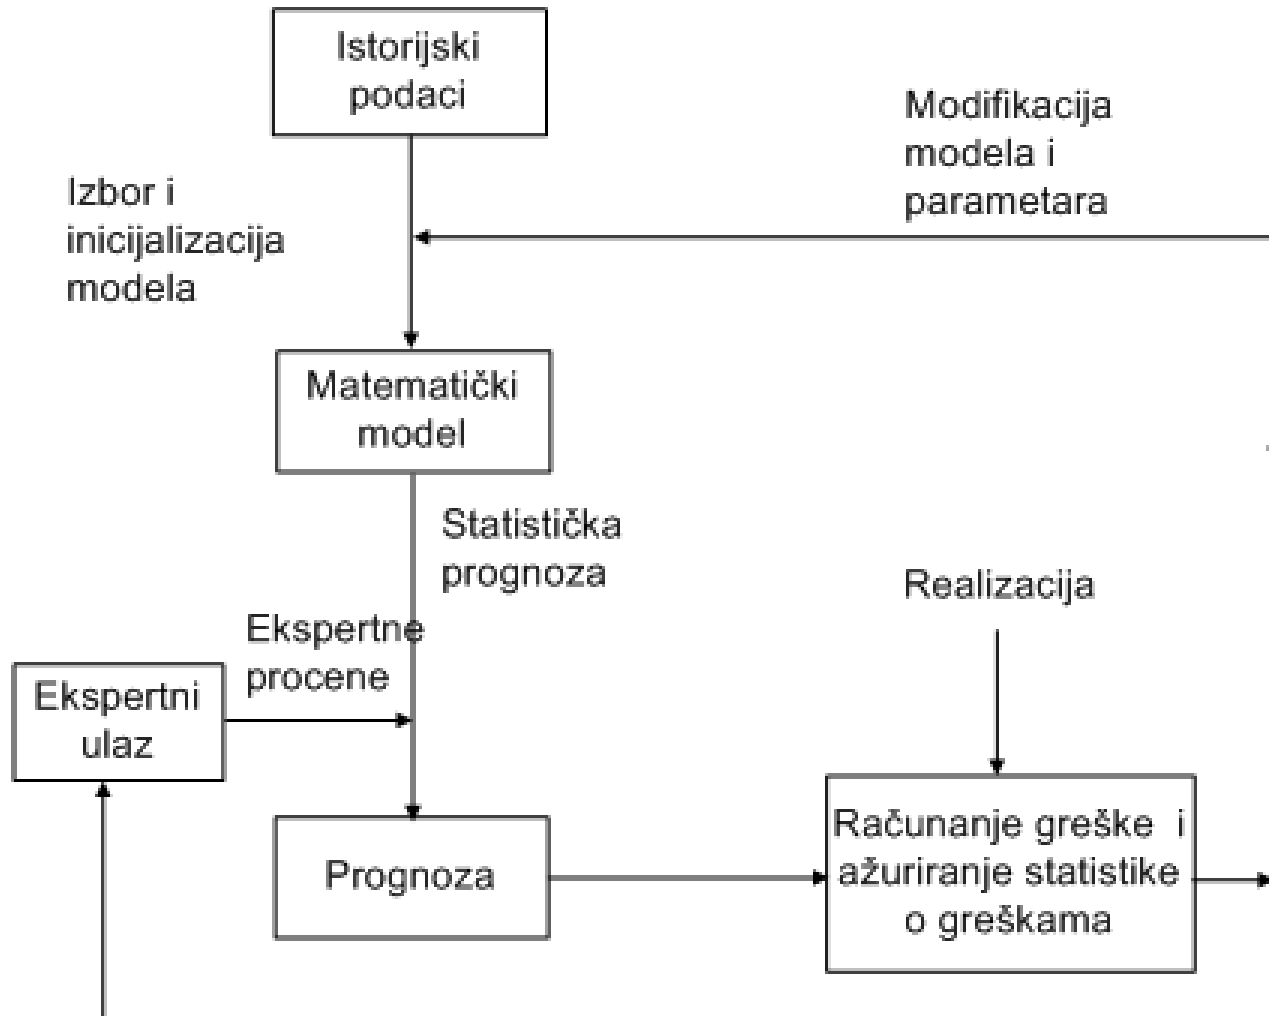 Istorijski
podaci
Modifikacija
modela i
parametara
Izbor i
inicijalizacija
modela
Matematički
model
Statistička
prognoza
Realizacija
Ekspertne
procene
Ekspertni
ulaz
Prognoza
Računanje greške i
ažuriranje statistike
o greškama